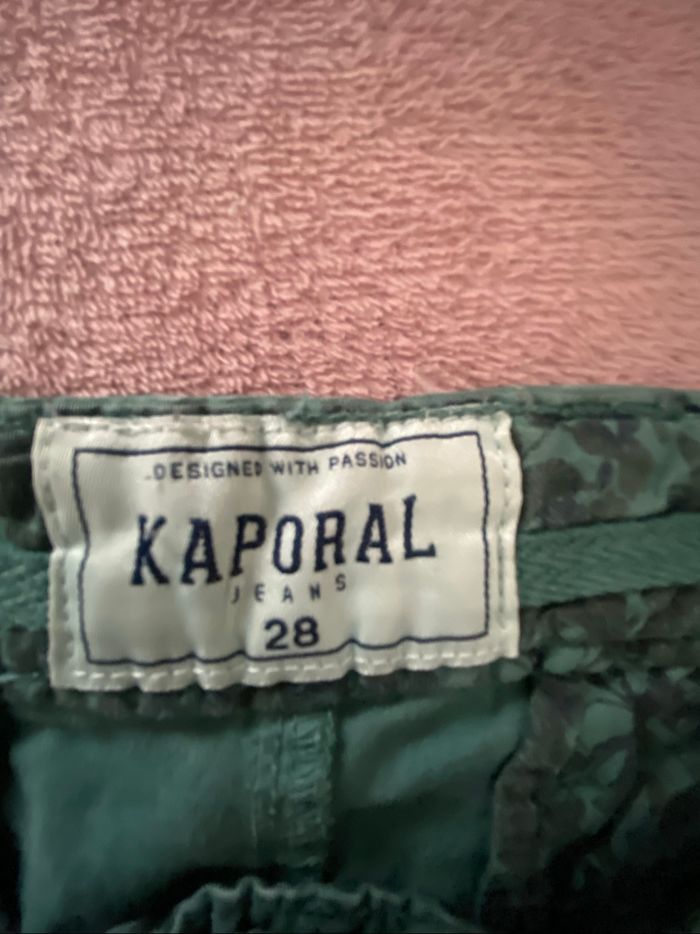 DESIGNED WITH PASSION
KAPORAL
JEANS
28